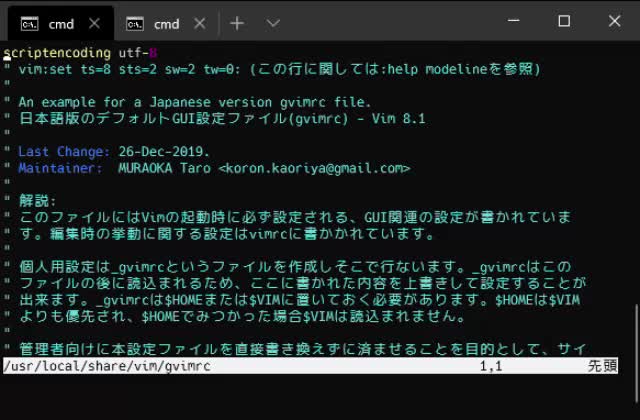 cmd
cmd
scriptencoding utf-8
" vim:set ts=8 sts=2 sw=2 tw=0: (この行に関しては:help modelineを参照)
"
" An example for a Japanese version gvimrc file.
" 日本語版のデフォルトGUI設定ファイル(gvimrc) - Vim 8.1
"
" Last Change: 26-Dec-2019.
" Maintainer:  MURAOKA Taro <koron.kaoriya@gmail.com>
"
" 解説:
" このファイルにはVimの起動時に必ず設定される、GUI関連の設定が書かれていま
" す。編集時の挙動に関する設定はvimrcに書かかれています。
"
" 個人用設定は_gvimrcというファイルを作成しそこで行ないます。_gvimrcはこの
" ファイルの後に読込まれるため、ここに書かれた内容を上書きして設定することが
" 出来ます。_gvimrcは$HOMEまたは$VIMに置いておく必要があります。$HOMEは$VIM
" よりも優先され、$HOMEでみつかった場合$VIMは読込まれません。
"
" 管理者向けに本設定ファイルを直接書き換えずに済ませることを目的として、サイ
/usr/local/share/vim/gvimrc 1,1 先頭